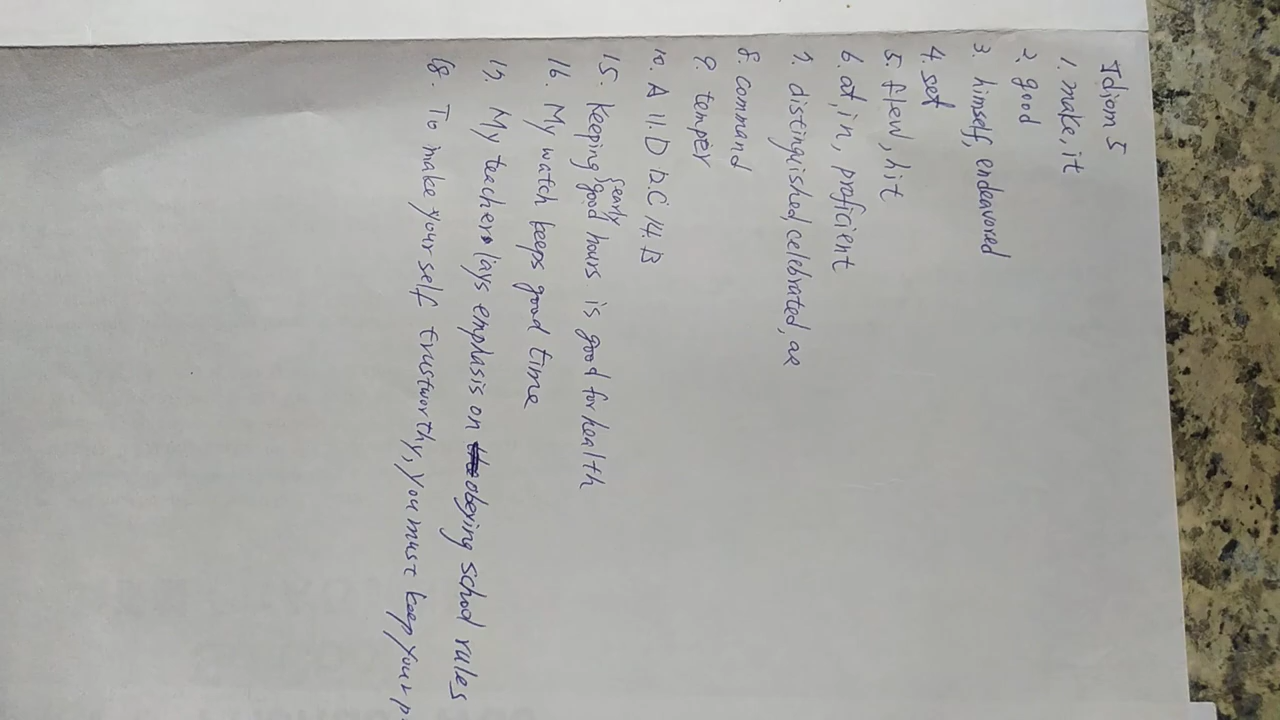 Idiom 5
1. make, it
2. good
3. himself, endeavored
4. set
5. flew, hit
6. at, in, proficient
7. distinguished, celebrated, as
8. command
9. temper
10. A 11. D 12. C 14. B
15. Keeping {early good hours is good for health
16. My watch keeps good time
17. My teacher lays emphasis on obeying school rules
18. To make yourself trustworthy, you must keep your p